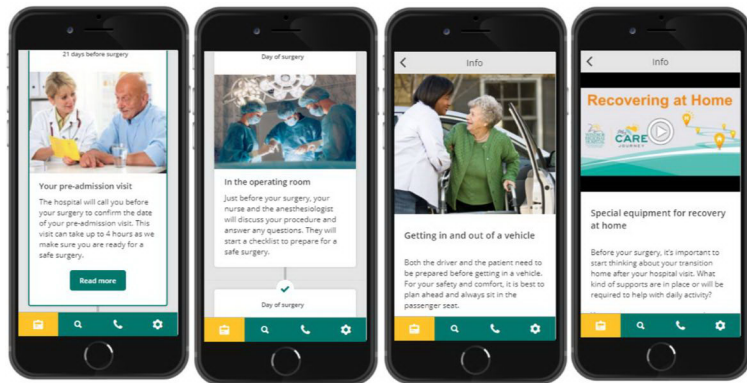 21 days before surgery
Your pre-admission visit
The hospital will call you before
your surgery to confirm the date
of your pre-admission visit. This
visit can take up to 4 hours as we
make sure you are ready for a
safe surgery.
Read more
Day of surgery
In the operating room
Just before your surgery, your
nurse and the anesthesiologist
will discuss your procedure and
answer any questions. They will
start a checklist to prepare for a
safe surgery.
Day of surgery
Info
Getting in and out of a vehicle
Both the driver and the patient need to
be prepared before getting in a vehicle.
For your safety and comfort, it is best to
plan ahead and always sit in the
passenger seat.
Info
Recovering at Home
my
CARE
JOURNEY
Special equipment for recovery
at home
Before your surgery, it's important to
start thinking about your transition
home after your hospital visit. What
kind of supports are in place or will be
required to help with daily activity?